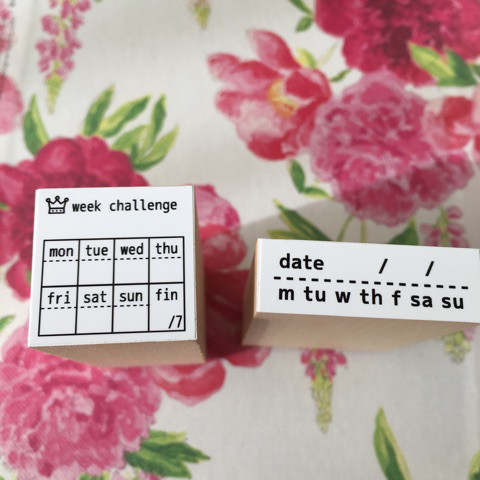 week challenge
mon tue wed thu
fri sat sun fin
/7
date / /
m tu w th f sa su